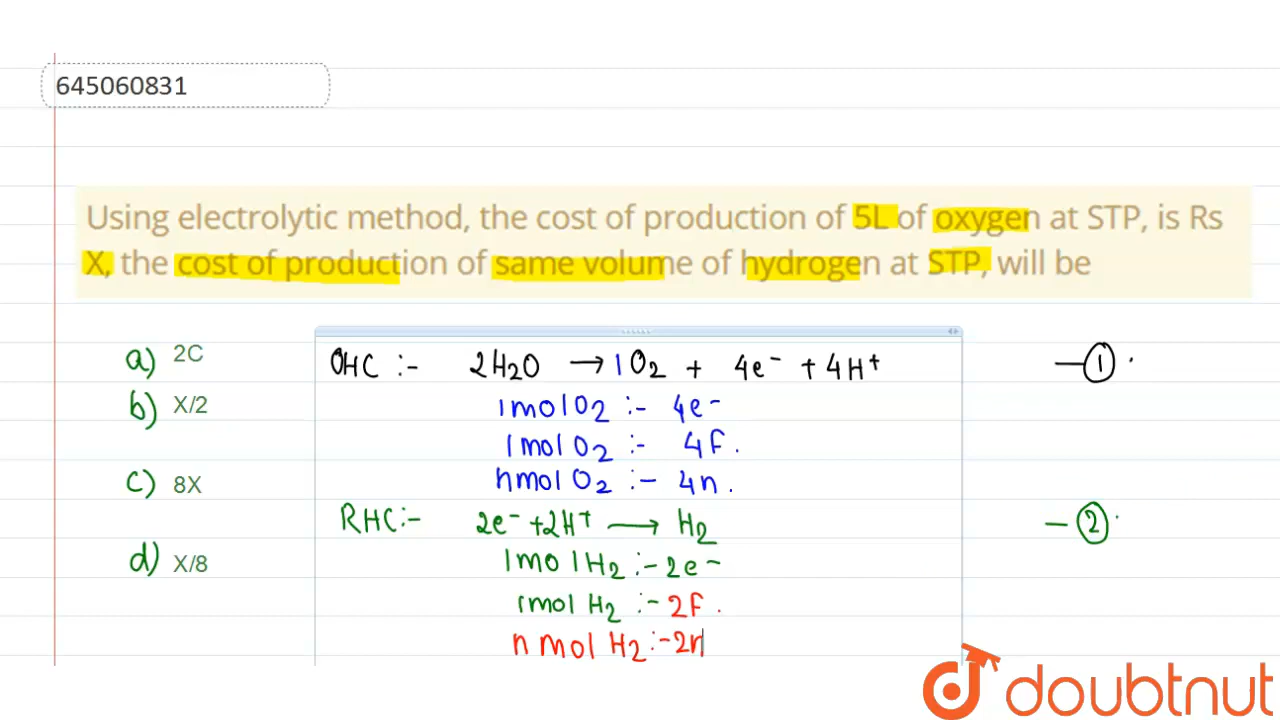 645060831
Using electrolytic method, the cost of production of 5L of oxygen at STP, is Rs
X, the cost of production of same volume of hydrogen at STP, will be
a) 2C
b) X/2
c) 8X
d) X/8
OHC :- 2H2O → 1O2 + 4e- + 4H+ -①.
1mol O2 :- 4e-
1mol O2 :- 4F.
nmol O2 :- 4n.
RHC:- 2e- +2H+ ⟶ H2 -②.
1mol H2 :- 2e-
1mol H2 :- 2F.
n mol H2 :- 2n
doubtnut